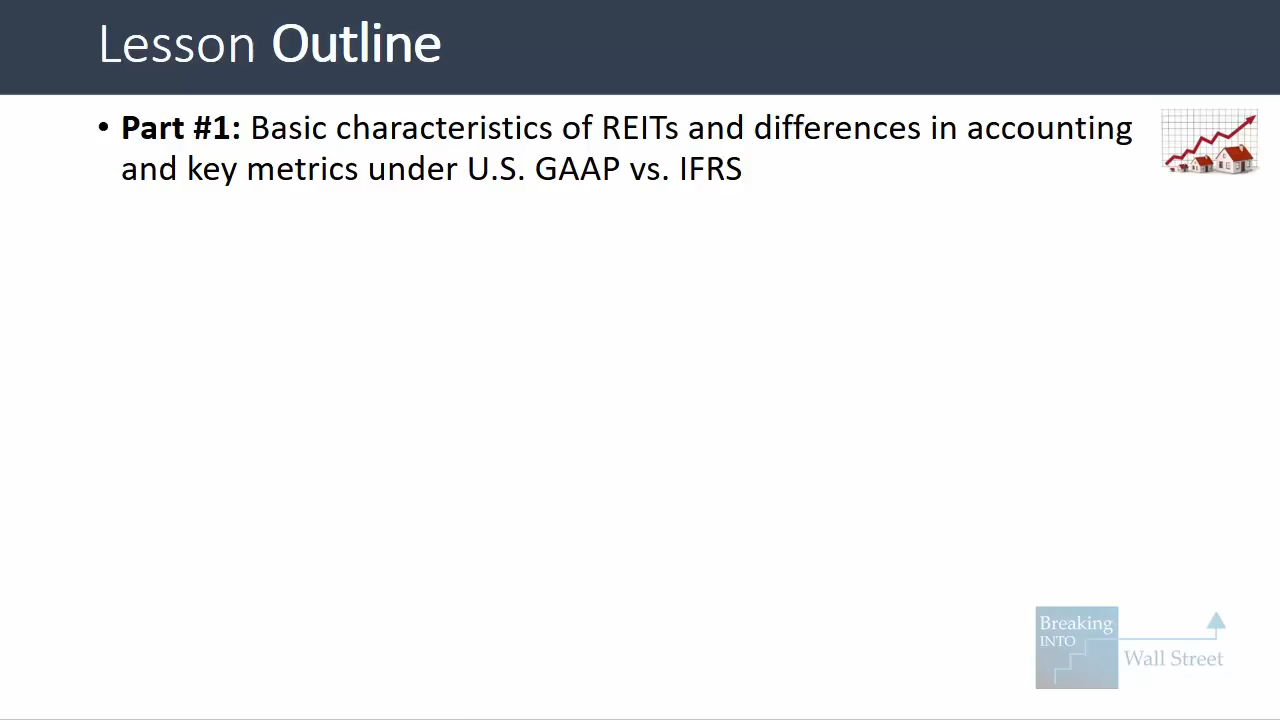 Lesson Outline
• Part #1: Basic characteristics of REITs and differences in accounting
and key metrics under U.S. GAAP vs. IFRS
Breaking
INTO
Wall Street